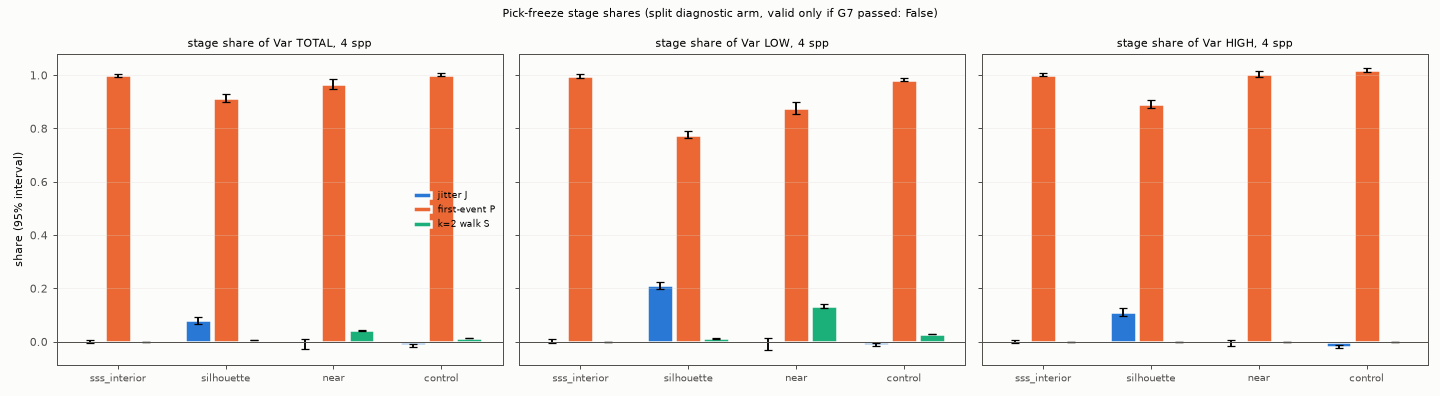 Pick-freeze stage shares (split diagnostic arm, valid only if G7 passed: False)
stage share of Var TOTAL, 4 spp
stage share of Var LOW, 4 spp
stage share of Var HIGH, 4 spp
share (95% interval)
1.0
0.8
0.6
0.4
0.2
0.0
jitter J
first-event P
k=2 walk S
sss_interior
silhouette
near
control
sss_interior
silhouette
near
control
sss_interior
silhouette
near
control